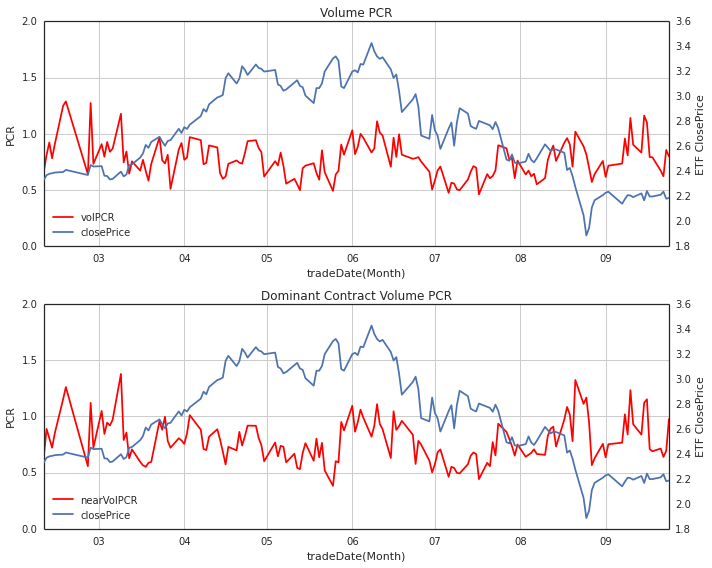 Volume PCR
2.0
1.5
1.0
0.5
0.0
PCR
3.6
3.4
3.2
3.0
2.8
2.6
2.4
2.2
2.0
1.8
ETF ClosePrice
volPCR
closePrice
03 04 05 06 07 08 09
tradeDate(Month)
Dominant Contract Volume PCR
2.0
1.5
1.0
0.5
0.0
PCR
3.6
3.4
3.2
3.0
2.8
2.6
2.4
2.2
2.0
1.8
ETF ClosePrice
nearVolPCR
closePrice
03 04 05 06 07 08 09
tradeDate(Month)